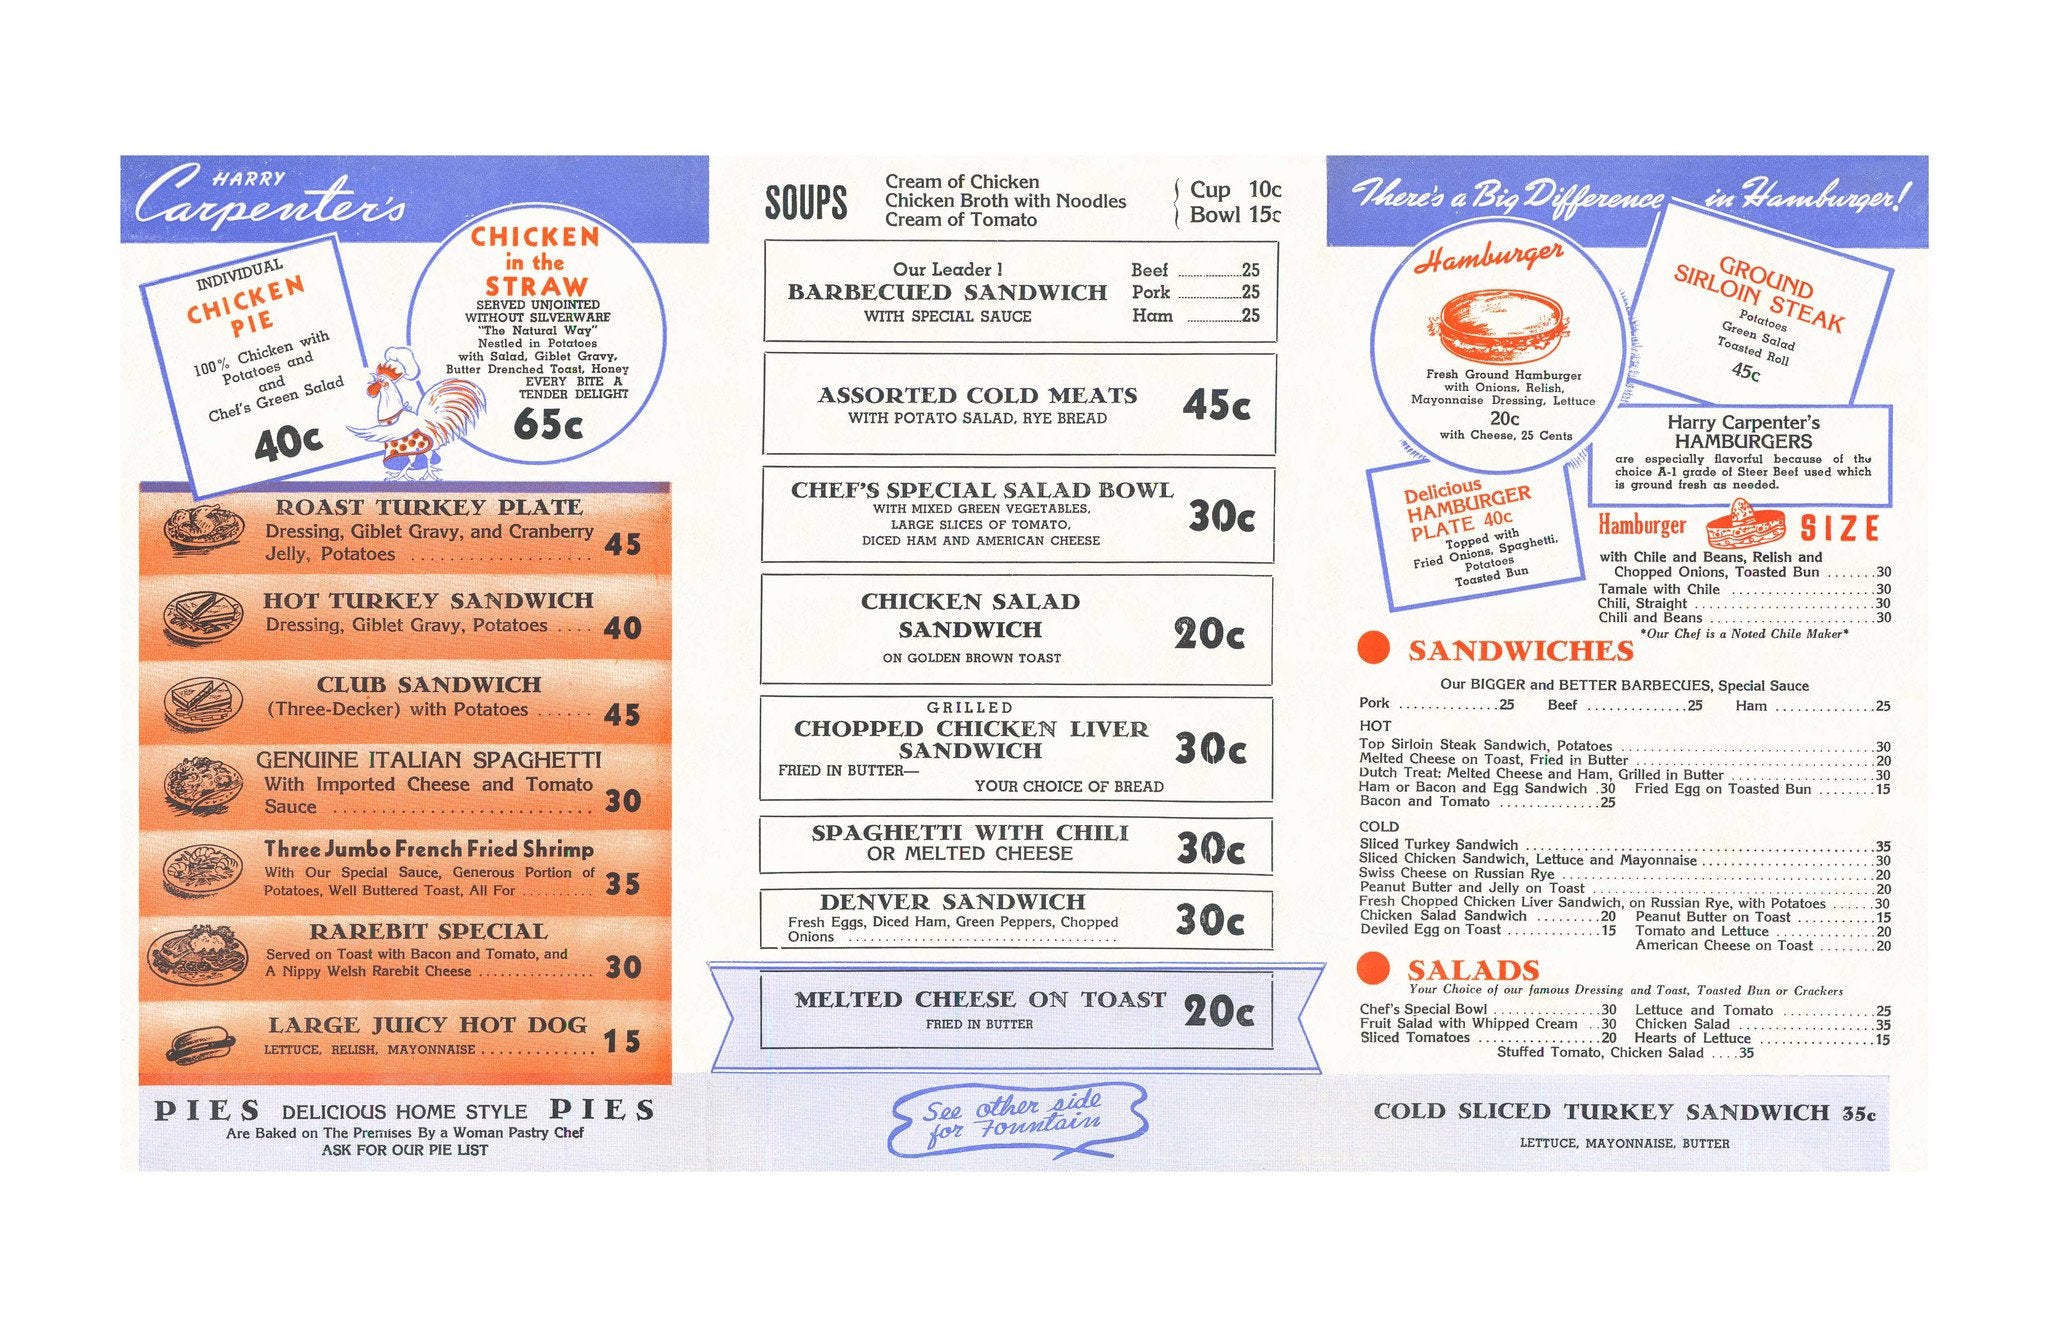 HARRY
Carpenter's
INDIVIDUAL
CHICKEN
PIE
100% Chicken with
Potatoes and
and
Chef's Green Salad
40c
CHICKEN
in the
STRAW
SERVED UNJOINTED
WITHOUT SILVERWARE
"The Natural Way"
Nestled in Potatoes
with Salad, Giblet Gravy,
Butter Drenched Toast, Honey
EVERY BITE A
TENDER DELIGHT
65c
ROAST TURKEY PLATE
Dressing, Giblet Gravy, and Cranberry
Jelly, Potatoes .................... 45
HOT TURKEY SANDWICH
Dressing, Giblet Gravy, Potatoes .... 40
CLUB SANDWICH
(Three-Decker) with Potatoes ...... 45
GENUINE ITALIAN SPAGHETTI
With Imported Cheese and Tomato
Sauce .......................... 30
Three Jumbo French Fried Shrimp
With Our Special Sauce, Generous Portion of
Potatoes, Well Buttered Toast, All For .......... 35
RAREBIT SPECIAL
Served on Toast with Bacon and Tomato, and
A Nippy Welsh Rarebit Cheese ................ 30
LARGE JUICY HOT DOG
LETTUCE, RELISH, MAYONNAISE ............. 15
PIES DELICIOUS HOME STYLE PIES
Are Baked on The Premises By a Woman Pastry Chef
ASK FOR OUR PIE LIST
SOUPS
Cream of Chicken
Chicken Broth with Noodles
Cream of Tomato
Cup 10c
Bowl 15c
Our Leader!
BARBECUED SANDWICH
WITH SPECIAL SAUCE
Beef ..................25
Pork ..................25
Ham ..................25
ASSORTED COLD MEATS
WITH POTATO SALAD, RYE BREAD
45c
CHEF'S SPECIAL SALAD BOWL
WITH MIXED GREEN VEGETABLES,
LARGE SLICES OF TOMATO,
DICED HAM AND AMERICAN CHEESE
30c
CHICKEN SALAD
SANDWICH
ON GOLDEN BROWN TOAST
20c
GRILLED
CHOPPED CHICKEN LIVER
SANDWICH
FRIED IN BUTTER—
YOUR CHOICE OF BREAD
30c
SPAGHETTI WITH CHILI
OR MELTED CHEESE
30c
DENVER SANDWICH
Fresh Eggs, Diced Ham, Green Peppers, Chopped
Onions ...................................
30c
MELTED CHEESE ON TOAST
FRIED IN BUTTER
20c
See other side
for Fountain
There's a Big Difference in Hamburger!
Hamburger
Fresh Ground Hamburger
with Onions, Relish,
Mayonnaise Dressing, Lettuce
20c
with Cheese, 25 Cents
GROUND
SIRLOIN STEAK
Potatoes
Green Salad
Toasted Roll
45c
Harry Carpenter's
HAMBURGERS
are especially flavorful because of the
choice A-1 grade of Steer Beef used which
is ground fresh as needed.
Delicious
HAMBURGER
PLATE 40c
Topped with
Fried Onions, Spaghetti,
Potatoes
Toasted Bun
Hamburger SIZE
with Chile and Beans, Relish and
Chopped Onions, Toasted Bun .......30
Tamale with Chile ......................30
Chili, Straight ...........................30
Chili and Beans .........................30
*Our Chef is a Noted Chile Maker*
SANDWICHES
Our BIGGER and BETTER BARBECUES, Special Sauce
Pork ..............25 Beef ..............25 Ham ..............25
HOT
Top Sirloin Steak Sandwich, Potatoes ....................................30
Melted Cheese on Toast, Fried in Butter ..................................20
Dutch Treat: Melted Cheese and Ham, Grilled in Butter .....................30
Ham or Bacon and Egg Sandwich .30 Fried Egg on Toasted Bun ........15
Bacon and Tomato ..............25
COLD
Sliced Turkey Sandwich ..................................................35
Sliced Chicken Sandwich, Lettuce and Mayonnaise .........................30
Swiss Cheese on Russian Rye .............................................20
Peanut Butter and Jelly on Toast ........................................20
Fresh Chopped Chicken Liver Sandwich, on Russian Rye, with Potatoes ......30
Chicken Salad Sandwich .........20 Peanut Butter on Toast ...........15
Deviled Egg on Toast .............15 Tomato and Lettuce ..............20
American Cheese on Toast ........20
SALADS
Your Choice of our famous Dressing and Toast, Toasted Bun or Crackers
Chef's Special Bowl ..............30 Lettuce and Tomato ..............25
Fruit Salad with Whipped Cream ..30 Chicken Salad ....................35
Sliced Tomatoes .................20 Hearts of Lettuce ................15
Stuffed Tomato, Chicken Salad ....35
COLD SLICED TURKEY SANDWICH 35c
LETTUCE, MAYONNAISE, BUTTER